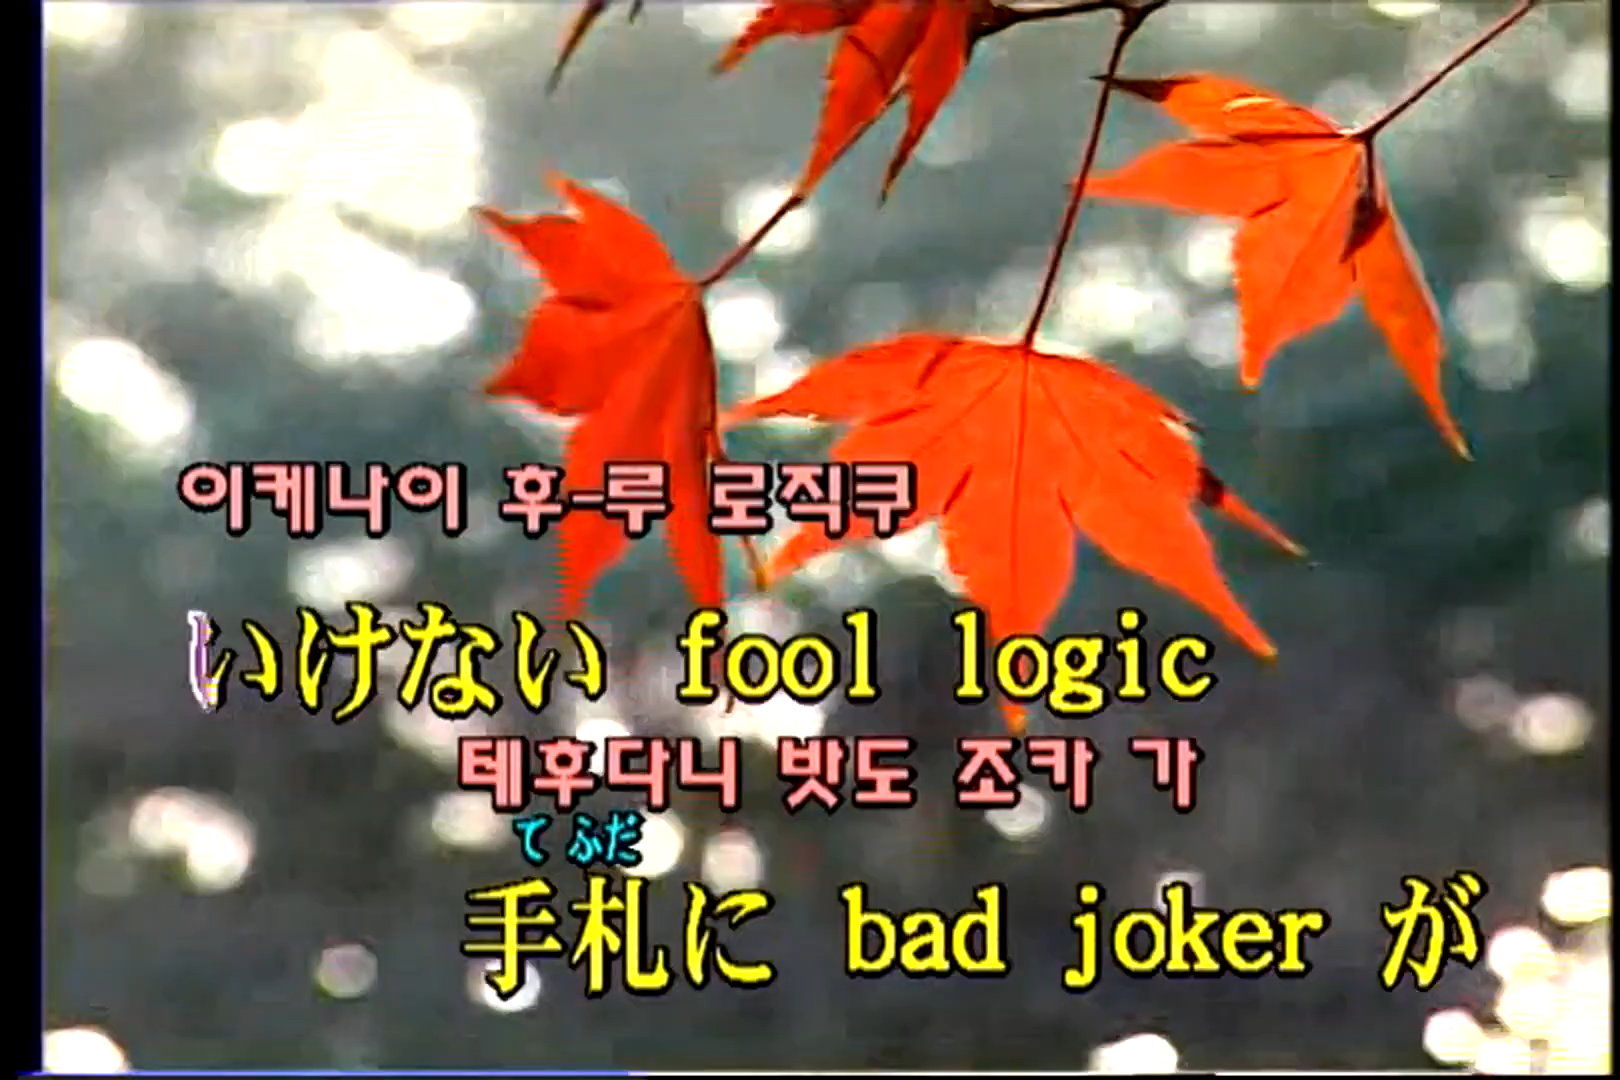 이케나이 후-루 로직쿠
いけない fool logic
테후다니 밧도 조카 가
てふだ
手札に bad joker が